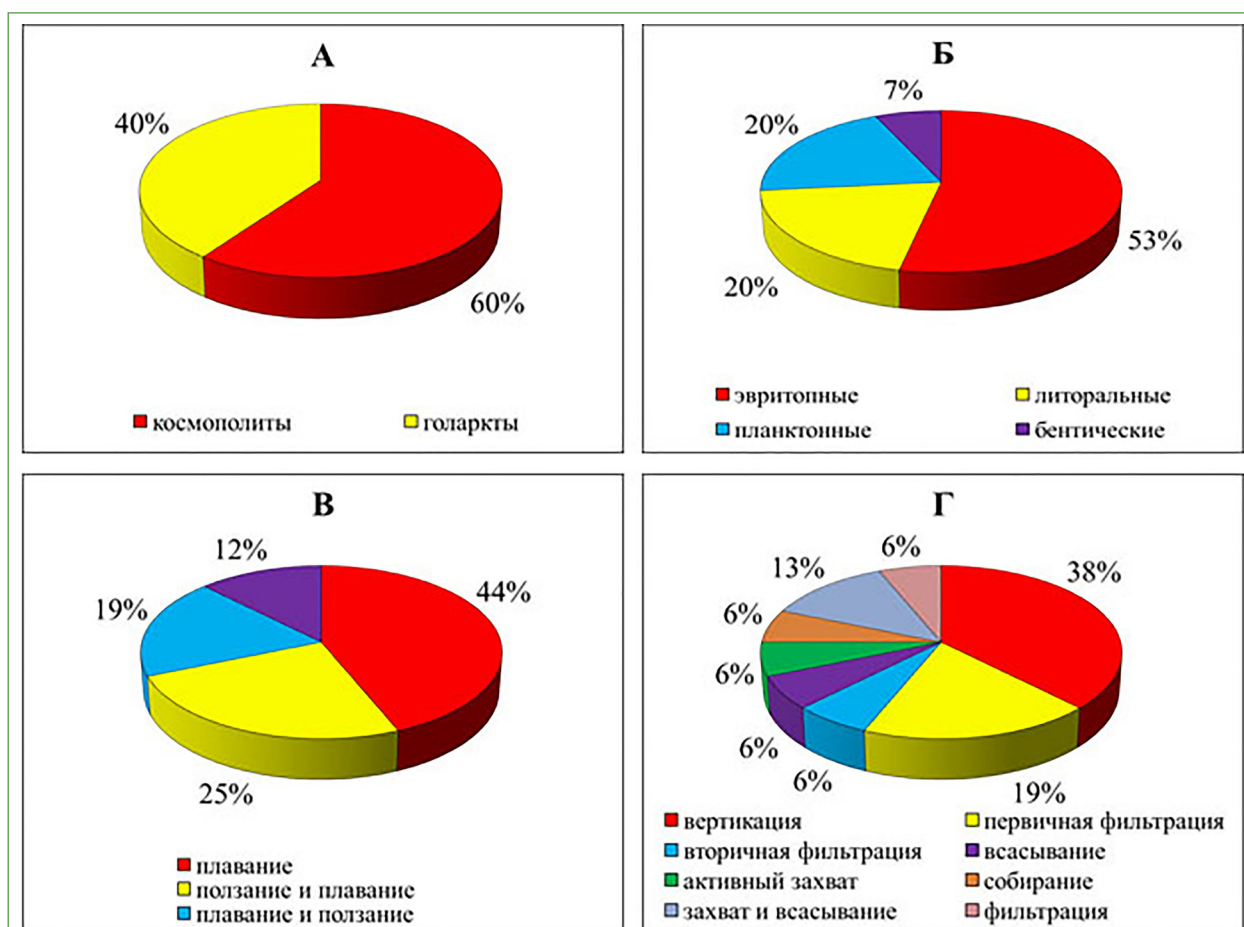 А
40%
60%
космополиты голаркты
Б
7%
20%
53%
20%
эвритопные литоральные
планктонные бентические
В
12%
44%
19%
25%
плавание
ползание и плавание
плавание и ползание
Г
6%
13%
38%
6%
6%
6%
6%
19%
вертикация первичная фильтрация
вторичная фильтрация всасывание
активный захват собирание
захват и всасывание фильтрация